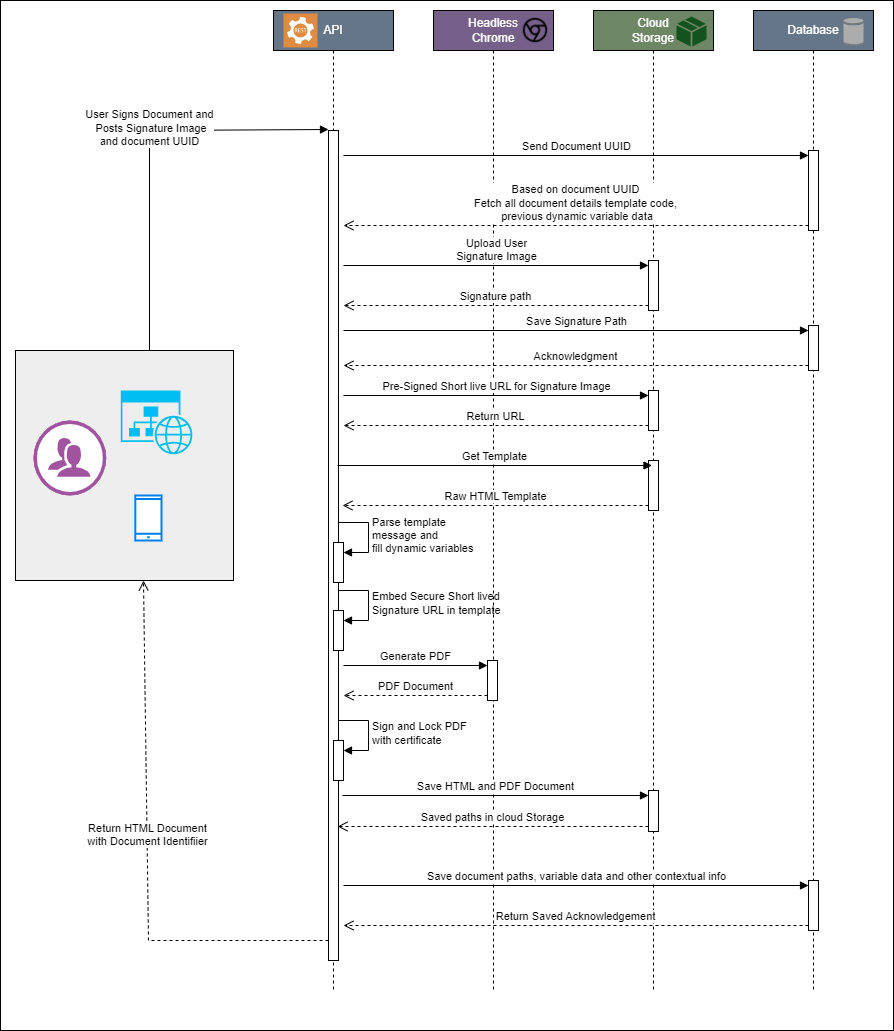 REST
API
Headless
Chrome
Cloud
Storage
Database
User Signs Document and
Posts Signature Image
and document UUID
Send Document UUID
Based on document UUID
Fetch all document details template code,
previous dynamic variable data
Upload User
Signature Image
Signature path
Save Signature Path
Acknowledgment
Pre-Signed Short live URL for Signature Image
Return URL
Get Template
Raw HTML Template
Parse template
message and
fill dynamic variables
Embed Secure Short lived
Signature URL in template
Generate PDF
PDF Document
Sign and Lock PDF
with certificate
Save HTML and PDF Document
Saved paths in cloud Storage
Return HTML Document
with Document Identifier
Save document paths, variable data and other contextual info
Return Saved Acknowledgement